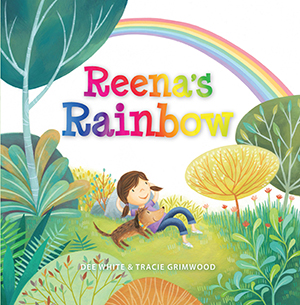 Reena's
Rainbow
DEE WHITE & TRACIE GRIMWOOD